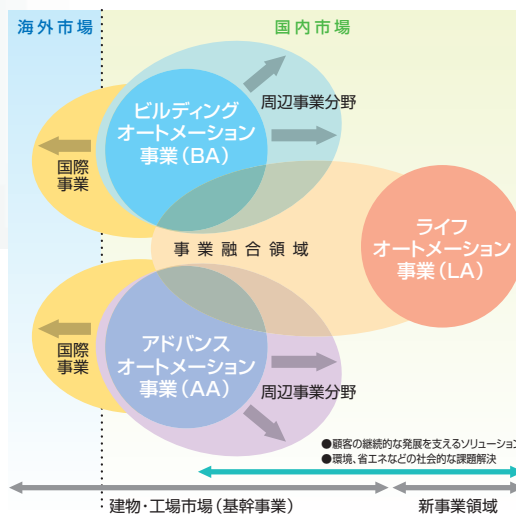 海外市場
国内市場
ビルディング
オートメーション
事業(BA)
周辺事業分野
国際
事業
事業融合領域
ライフ
オートメーション
事業(LA)
アドバンス
オートメーション
事業(AA)
国際
事業
周辺事業分野
●顧客の継続的な発展を支えるソリューション
●環境、省エネなどの社会的な課題解決
建物・工場市場(基幹事業)
新事業領域